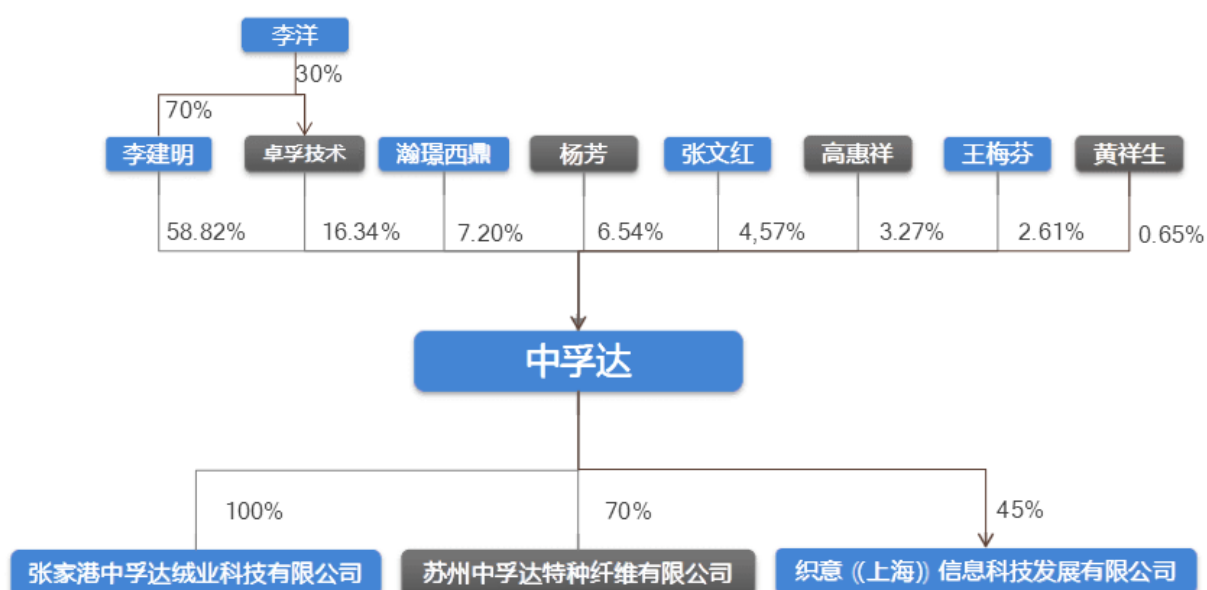 李洋
30%
70%
李建明
卓孚技术
瀚璟西鼎
杨芳
张文红
高惠祥
王梅芬
黄祥生
58.82%
16.34%
7.20%
6.54%
4,57%
3.27%
2.61%
0.65%
中孚达
100%
70%
45%
张家港中孚达绒业科技有限公司
苏州中孚达特种纤维有限公司
织意（(上海)）信息科技发展有限公司